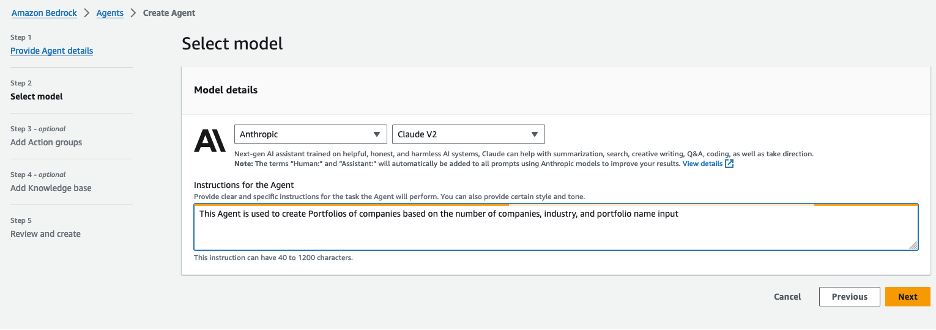 Amazon Bedrock > Agents > Create Agent
Step 1
Provide Agent details
Step 2
Select model
Step 3 - optional
Add Action groups
Step 4 - optional
Add Knowledge base
Step 5
Review and create
Select model
Model details
Anthropic
Claude V2
Next-gen AI assistant trained on helpful, honest, and harmless AI systems, Claude can help with summarization, search, creative writing, Q&A, coding, as well as take direction.
Note: The terms "Human:" and "Assistant:" will automatically be added to all prompts using Anthropic models to improve your results. View details
Instructions for the Agent
Provide clear and specific instructions for the task the Agent will perform. You can also provide certain style and tone.
This Agent is used to create Portfolios of companies based on the number of companies, industry, and portfolio name input
This instruction can have 40 to 1200 characters.
Cancel
Previous
Next